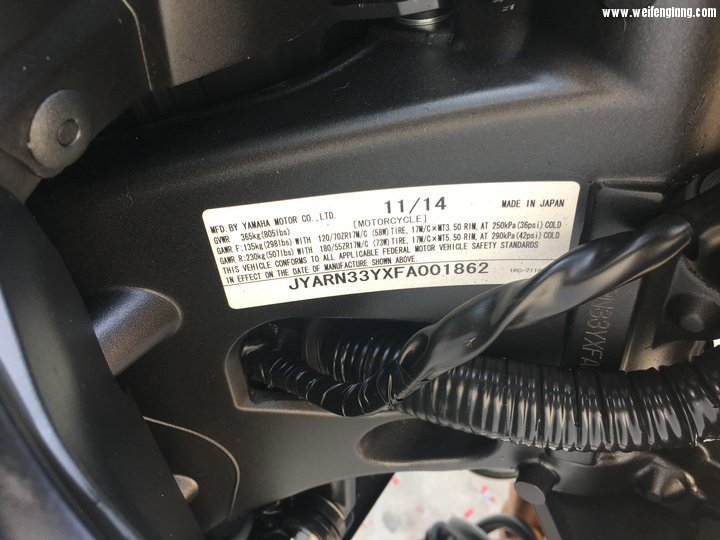 www.weifengtang.com
11/14
MFD. BY YAMAHA MOTOR CO.,LTD. [MOTORCYCLE] MADE IN JAPAN
GVWR 365kg(805lbs)
GAWR F:135kg(298lbs) WITH 120/70ZR17M/C (58W) TIRE, 17M/C×MT3.50 RIM, AT 250kPa(36psi) COLD
GAWR R:230kg(507lbs) WITH 180/55ZR17M/C (73W) TIRE, 17M/C×MT5.50 RIM, AT 290kPa(42psi) COLD
THIS VEHICLE CONFORMS TO ALL APPLICABLE FEDERAL MOTOR VEHICLE SAFETY STANDARDS
IN EFFECT ON THE DATE OF MANUFACTURE SHOWN ABOVE.
JYARN33YXFA001862